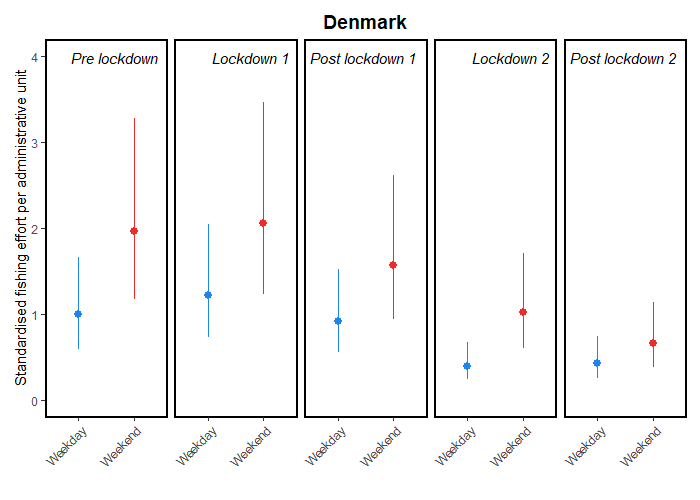 Denmark
Pre lockdown
Lockdown 1
Post lockdown 1
Lockdown 2
Post lockdown 2
Standardised fishing effort per administrative unit
4
3
2
1
0
Weekday
Weekend
Weekday
Weekend
Weekday
Weekend
Weekday
Weekend
Weekday
Weekend